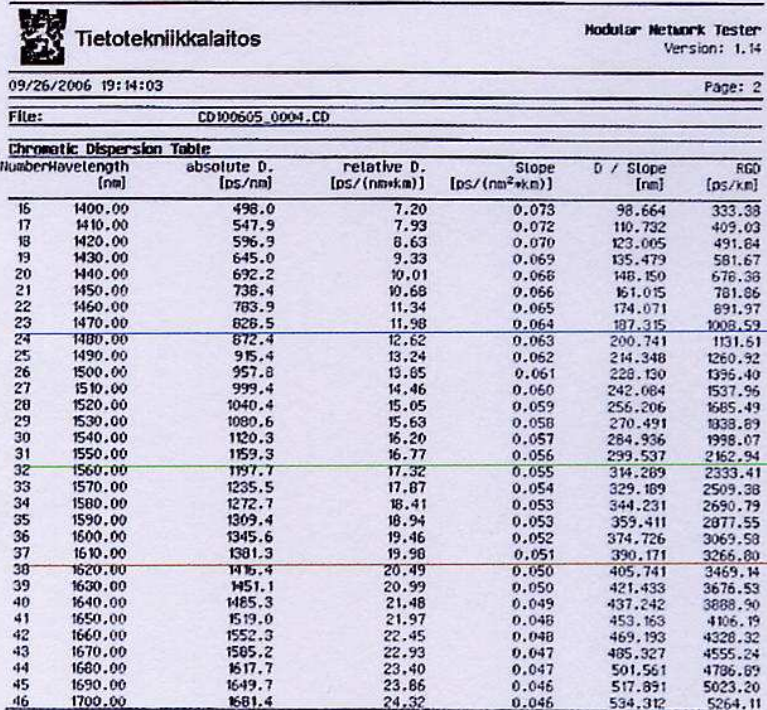 Tietotekniikkalaitos
Modular Network Tester
Version: 1.14
09/26/2006 19:14:03 Page: 2
File: CD100605_0004.CD
Chromatic Dispersion Table
Number Wavelength absolute D. relative D. Slope D / Slope RGD
[nm] [ps/nm] [ps/(nm*km)] [ps/(nm²*km)] [nm] [ps/km]
16 1400.00 498.0 7.20 0.073 98.664 333.38
17 1410.00 547.9 7.93 0.072 110.732 409.03
18 1420.00 596.9 8.63 0.070 123.005 491.84
19 1430.00 645.0 9.33 0.069 135.479 581.67
20 1440.00 692.2 10.01 0.068 148.150 678.38
21 1450.00 738.4 10.68 0.066 161.015 781.86
22 1460.00 783.9 11.34 0.065 174.071 891.97
23 1470.00 828.5 11.98 0.064 187.315 1008.59
24 1480.00 872.4 12.62 0.063 200.741 1131.61
25 1490.00 915.4 13.24 0.062 214.348 1260.92
26 1500.00 957.8 13.85 0.061 228.130 1396.40
27 1510.00 999.4 14.46 0.060 242.084 1537.96
28 1520.00 1040.4 15.05 0.059 256.206 1685.49
29 1530.00 1080.6 15.63 0.058 270.491 1838.89
30 1540.00 1120.3 16.20 0.057 284.936 1998.07
31 1550.00 1159.3 16.77 0.056 299.537 2162.94
32 1560.00 1197.7 17.32 0.055 314.289 2333.41
33 1570.00 1235.5 17.87 0.054 329.189 2509.38
34 1580.00 1272.7 18.41 0.053 344.231 2690.79
35 1590.00 1309.4 18.94 0.053 359.411 2877.55
36 1600.00 1345.6 19.46 0.052 374.726 3069.58
37 1610.00 1381.3 19.98 0.051 390.171 3266.80
38 1620.00 1416.4 20.49 0.050 405.741 3469.14
39 1630.00 1451.1 20.99 0.050 421.433 3676.53
40 1640.00 1485.3 21.48 0.049 437.242 3888.90
41 1650.00 1519.0 21.97 0.048 453.163 4106.19
42 1660.00 1552.3 22.45 0.048 469.193 4328.32
43 1670.00 1585.2 22.93 0.047 485.327 4555.24
44 1680.00 1617.7 23.40 0.047 501.561 4786.89
45 1690.00 1649.7 23.86 0.046 517.891 5023.20
46 1700.00 1681.4 24.32 0.046 534.312 5264.11